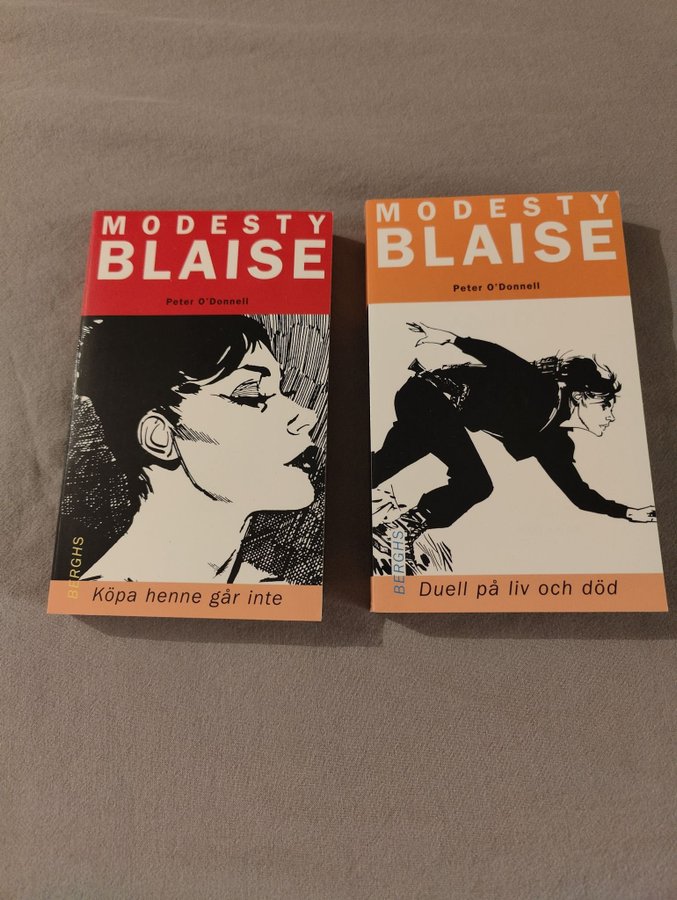 MODESTY
BLAISE
Peter O'Donnell
BERGHS
Köpa henne går inte
MODESTY
BLAISE
Peter O'Donnell
BERGHS
Duell på liv och död